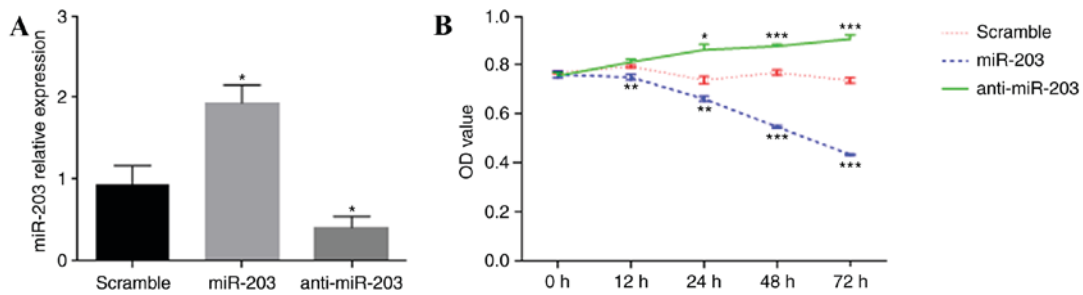 A
miR-203 relative expression
3
2
1
0
*
*
Scramble
miR-203
anti-miR-203
B
OD value
1.0
0.8
0.6
0.4
0.2
0.0
*
***
***
**
**
***
***
0 h
12 h
24 h
48 h
72 h
Scramble
miR-203
anti-miR-203